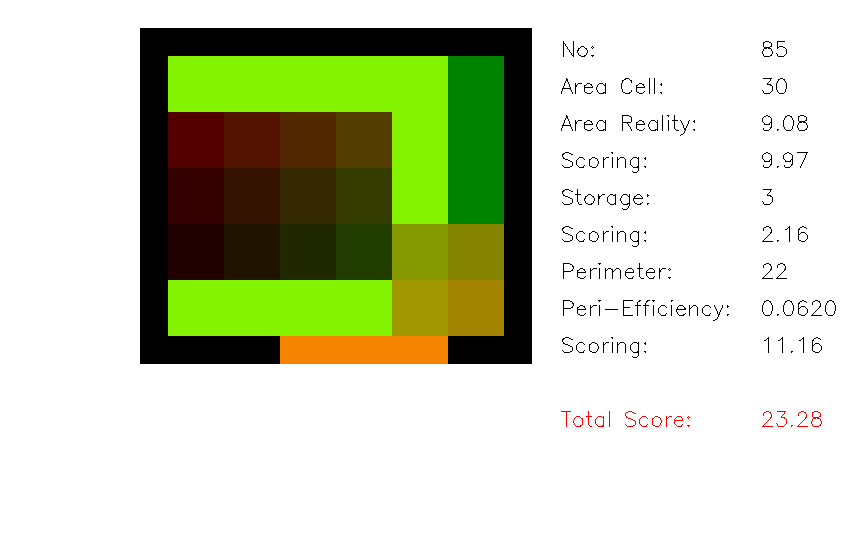 No: 85
Area Cell: 30
Area Reality: 9.08
Scoring: 9.97
Storage: 3
Scoring: 2.16
Perimeter: 22
Peri-Efficiency: 0.0620
Scoring: 11.16
Total Score: 23.28